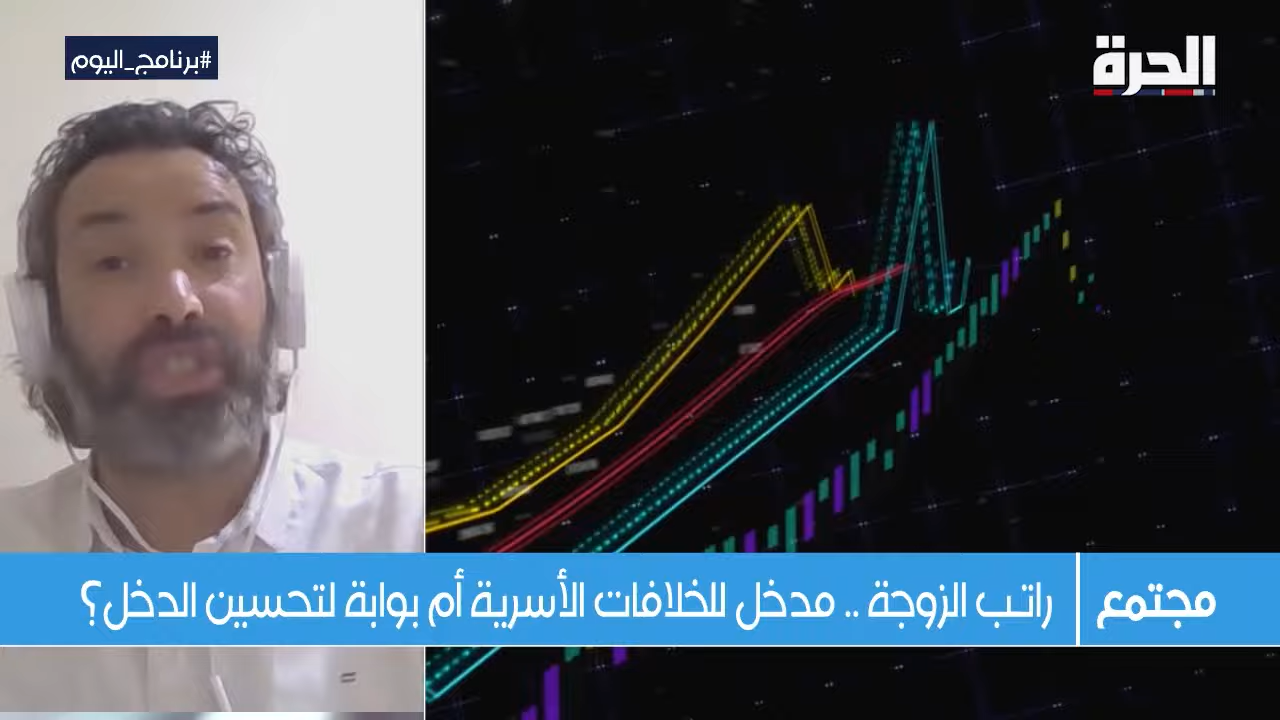 #برنامج_اليوم
الحرة
مجتمع
راتب الزوجة .. مدخل للخلافات الأسرية أم بوابة لتحسين الدخل؟